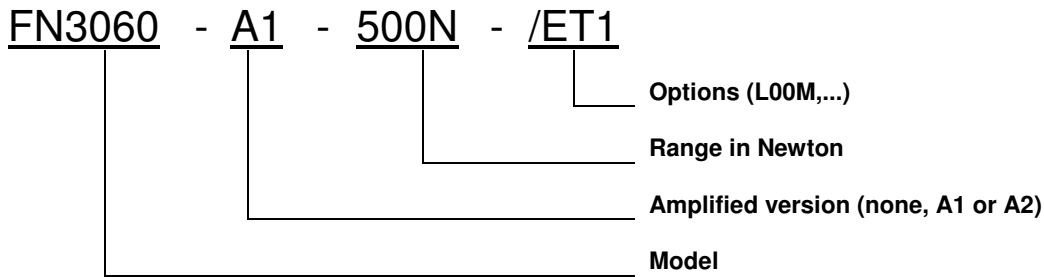 FN3060 - A1 - 500N - /ET1
Options (L00M,...)
Range in Newton
Amplified version (none, A1 or A2)
Model